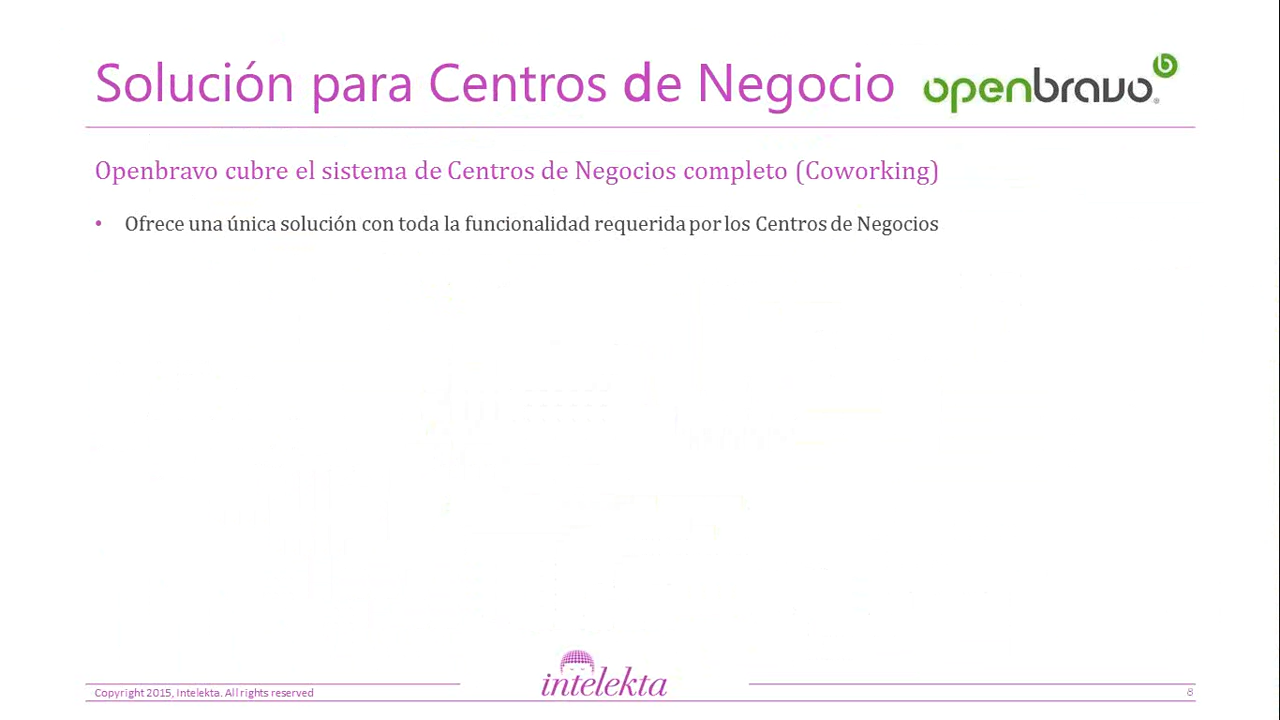 Solución para Centros de Negocio
openbravo
Openbravo cubre el sistema de Centros de Negocios completo (Coworking)
• Ofrece una única solución con toda la funcionalidad requerida por los Centros de Negocios
intelekta
Copyright 2015, Intelekta. All rights reserved
8